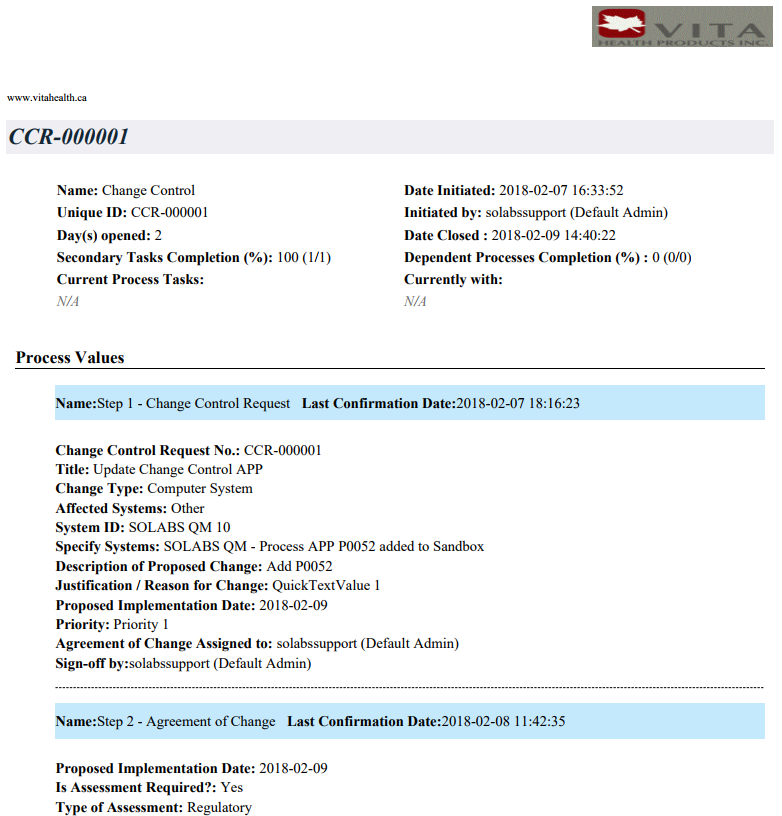 VITA
HEALTH PRODUCTS INC.
www.vitahealth.ca
CCR-000001
Name: Change Control
Date Initiated: 2018-02-07 16:33:52
Unique ID: CCR-000001
Initiated by: solabssupport (Default Admin)
Day(s) opened: 2
Date Closed : 2018-02-09 14:40:22
Secondary Tasks Completion (%): 100 (1/1)
Dependent Processes Completion (%) : 0 (0/0)
Current Process Tasks:
Currently with:
N/A
N/A
Process Values
Name:Step 1 - Change Control Request Last Confirmation Date:2018-02-07 18:16:23
Change Control Request No.: CCR-000001
Title: Update Change Control APP
Change Type: Computer System
Affected Systems: Other
System ID: SOLABS QM 10
Specify Systems: SOLABS QM - Process APP P0052 added to Sandbox
Description of Proposed Change: Add P0052
Justification / Reason for Change: QuickTextValue 1
Proposed Implementation Date: 2018-02-09
Priority: Priority 1
Agreement of Change Assigned to: solabssupport (Default Admin)
Sign-off by:solabssupport (Default Admin)
Name:Step 2 - Agreement of Change Last Confirmation Date:2018-02-08 11:42:35
Proposed Implementation Date: 2018-02-09
Is Assessment Required?: Yes
Type of Assessment: Regulatory